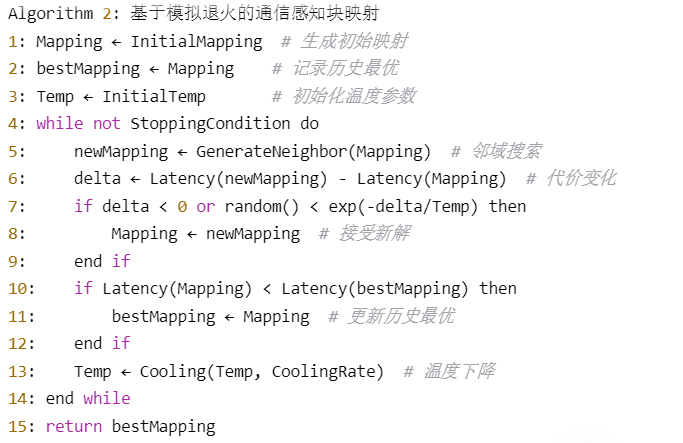 Algorithm 2: 基于模拟退火的通信感知块映射
1: Mapping ← InitialMapping  # 生成初始映射
2: bestMapping ← Mapping    # 记录历史最优
3: Temp ← InitialTemp       # 初始化温度参数
4: while not StoppingCondition do
5:     newMapping ← GenerateNeighbor(Mapping)  # 邻域搜索
6:     delta ← Latency(newMapping) - Latency(Mapping)  # 代价变化
7:     if delta < 0 or random() < exp(-delta/Temp) then
8:         Mapping ← newMapping  # 接受新解
9:     end if
10:    if Latency(Mapping) < Latency(bestMapping) then
11:        bestMapping ← Mapping  # 更新历史最优
12:    end if
13:    Temp ← Cooling(Temp, CoolingRate)  # 温度下降
14: end while
15: return bestMapping